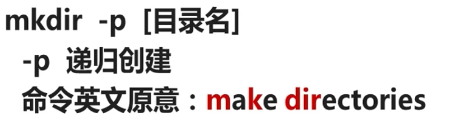 mkdir -p [目录名]
-p 递归创建
命令英文原意：make directories